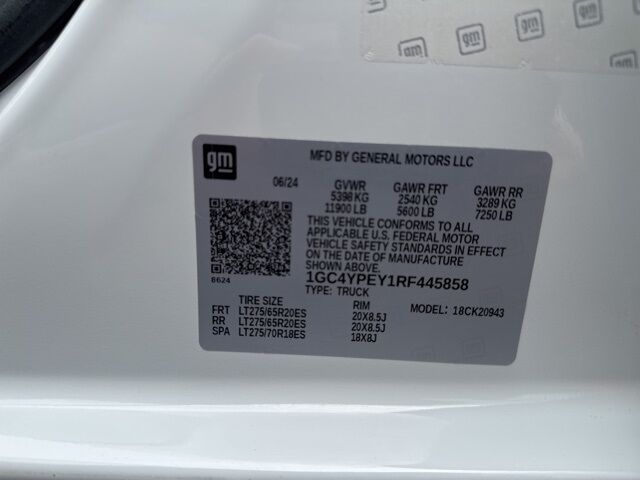 gm gm gm gm
gm MFD BY GENERAL MOTORS LLC
06/24 GVWR GAWR FRT GAWR RR
5398 KG 2540 KG 3289 KG
11900 LB 5600 LB 7250 LB
THIS VEHICLE CONFORMS TO ALL
APPLICABLE U.S. FEDERAL MOTOR
VEHICLE SAFETY STANDARDS IN EFFECT
ON THE DATE OF MANUFACTURE
SHOWN ABOVE.
8624 1GC4YPEY1RF445858
TYPE: TRUCK
TIRE SIZE RIM MODEL: 18CK20943
FRT LT275/65R20ES 20X8.5J
RR LT275/65R20ES 20X8.5J
SPA LT275/70R18ES 18X8J